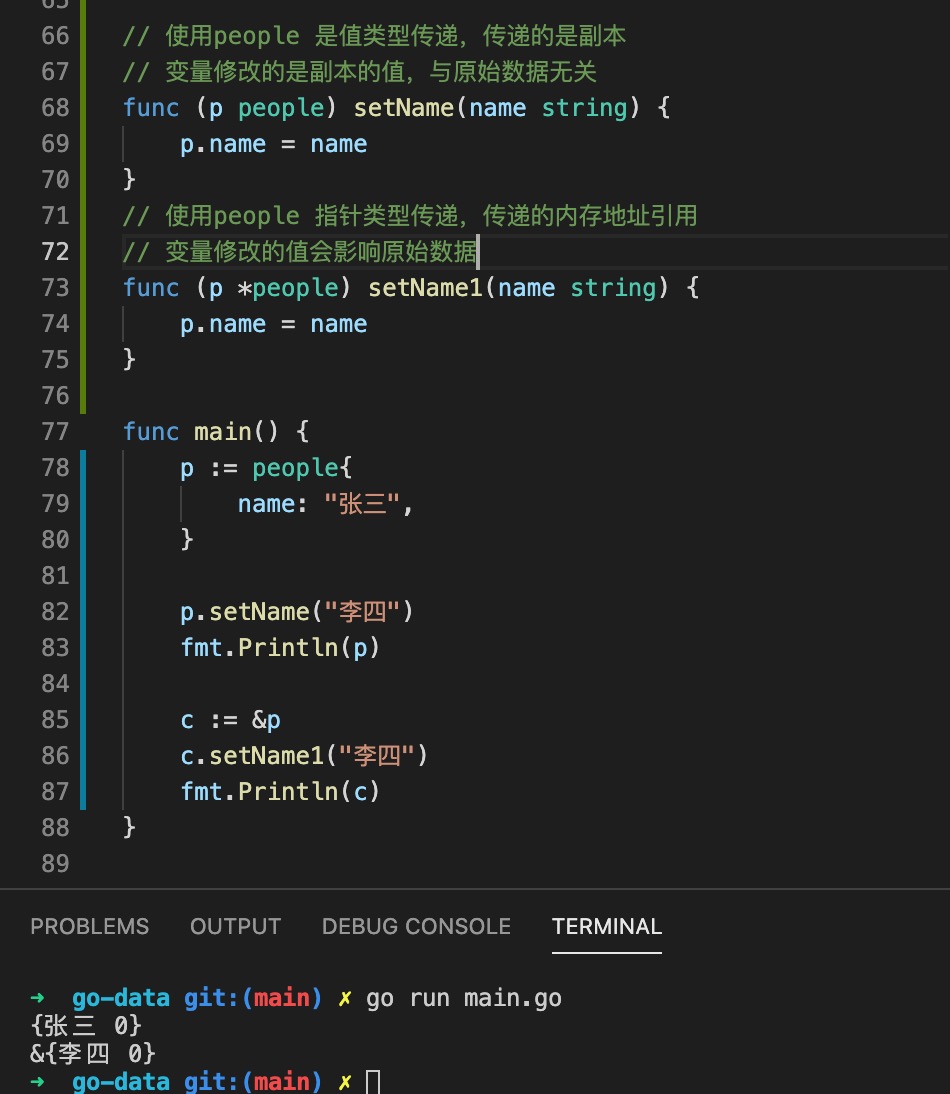 65
66 // 使用people 是值类型传递，传递的是副本
67 // 变量修改的是副本的值，与原始数据无关
68 func (p people) setName(name string) {
69     p.name = name
70 }
71 // 使用people 指针类型传递，传递的内存地址引用
72 // 变量修改的值会影响原始数据
73 func (p *people) setName1(name string) {
74     p.name = name
75 }
76
77 func main() {
78     p := people{
79         name: "张三",
80     }
81
82     p.setName("李四")
83     fmt.Println(p)
84
85     c := &p
86     c.setName1("李四")
87     fmt.Println(c)
88 }
89
PROBLEMS OUTPUT DEBUG CONSOLE TERMINAL
➜ go-data git:(main) ✗ go run main.go
{张三 0}
&{李四 0}
➜ go-data git:(main) ✗